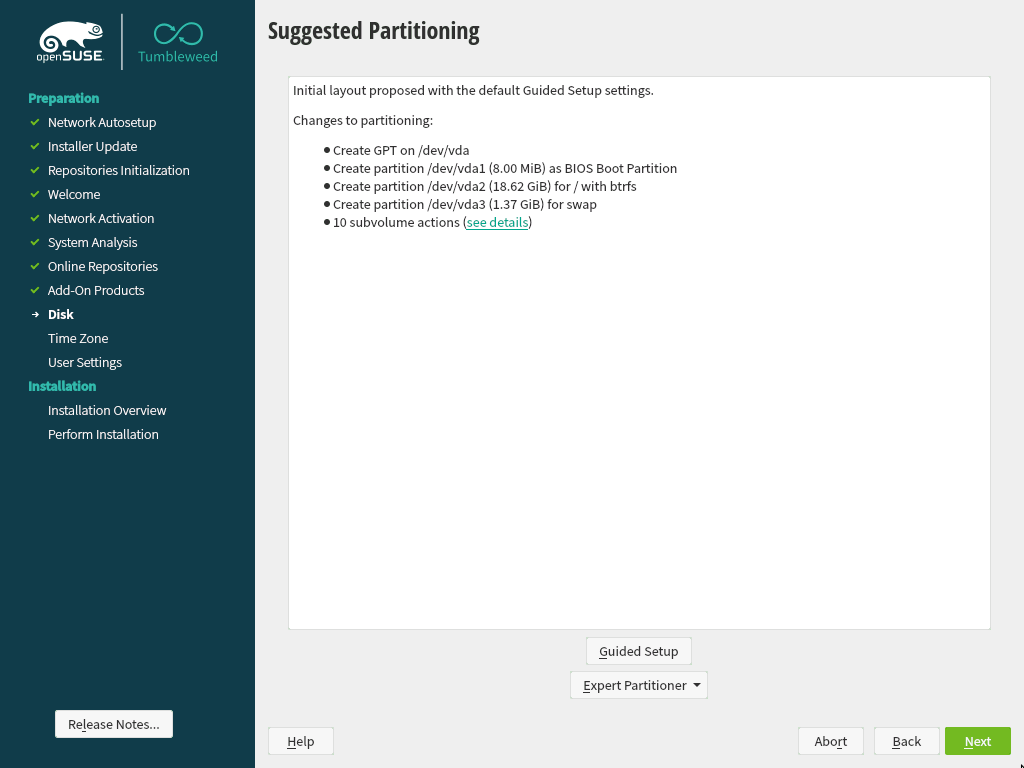 openSUSE
Tumbleweed
Preparation
Network Autosetup
Installer Update
Repositories Initialization
Welcome
Network Activation
System Analysis
Online Repositories
Add-On Products
Disk
Time Zone
User Settings
Installation
Installation Overview
Perform Installation
Release Notes...
Suggested Partitioning
Initial layout proposed with the default Guided Setup settings.
Changes to partitioning:
● Create GPT on /dev/vda
● Create partition /dev/vda1 (8.00 MiB) as BIOS Boot Partition
● Create partition /dev/vda2 (18.62 GiB) for / with btrfs
● Create partition /dev/vda3 (1.37 GiB) for swap
● 10 subvolume actions (see details)
Guided Setup
Expert Partitioner
Help
Abort
Back
Next